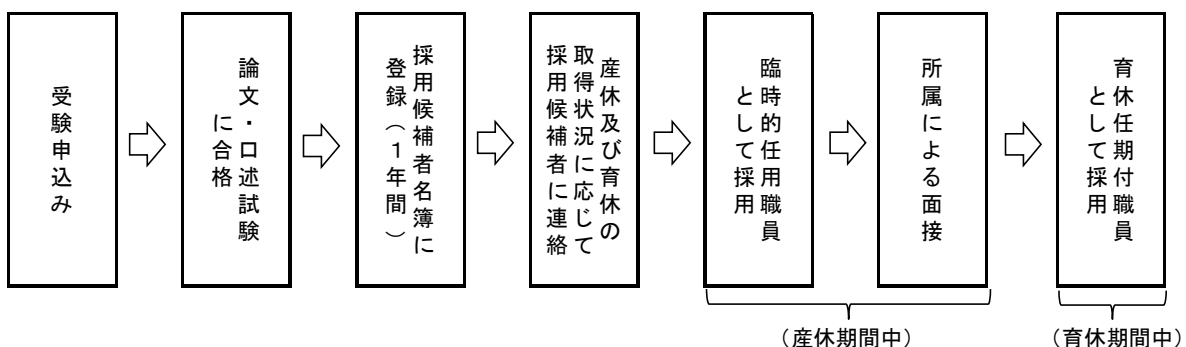 受験申込み
論文・口述試験
に合格
採用候補者名簿に
登録（１年間）
産休及び育休の
取得状況に応じて
採用候補者に連絡
臨時的任用職員
として採用
所属による面接
育休任期付職員
として採用
（産休期間中）
（育休期間中）